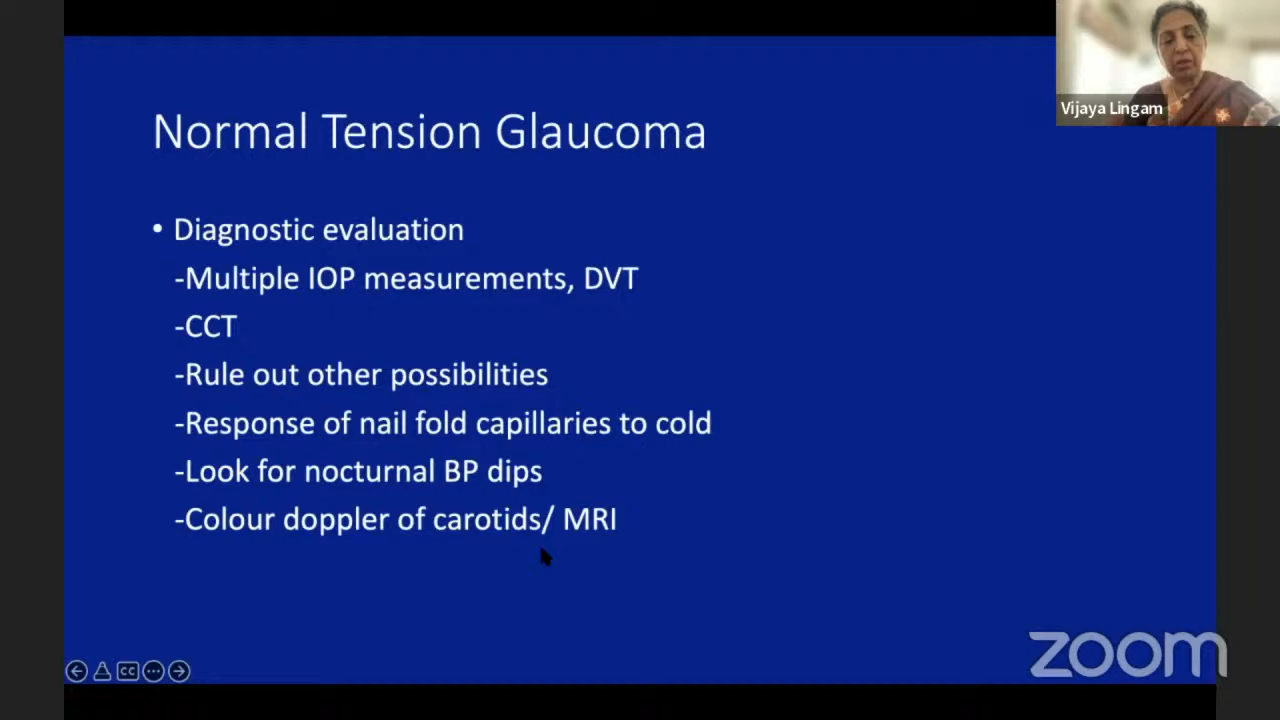 Vijaya Lingam
Normal Tension Glaucoma
• Diagnostic evaluation
-Multiple IOP measurements, DVT
-CCT
-Rule out other possibilities
-Response of nail fold capillaries to cold
-Look for nocturnal BP dips
-Colour doppler of carotids/ MRI
CC
zoom